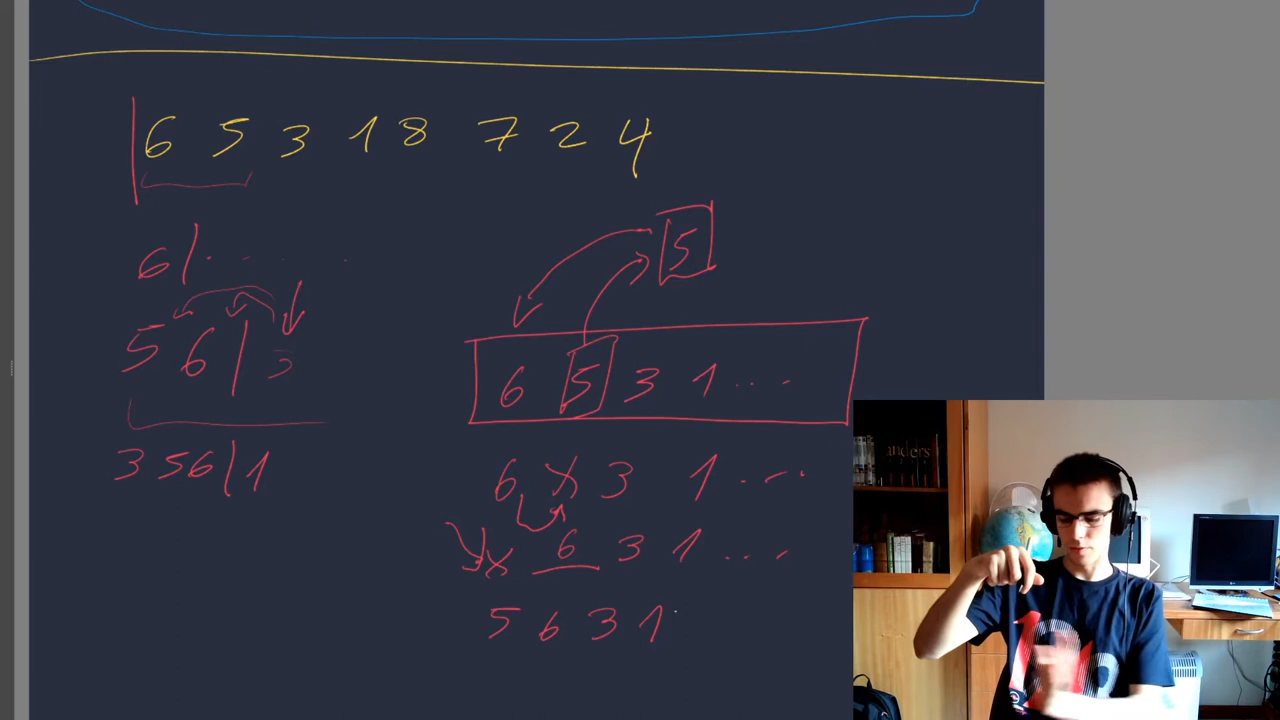 6 5 3 1 8 7 2 4
6 | . . . .
5 6 | 3
3 5 6 | 1
5
6 5 3 1 ...
6 x 3 1 ...
x 6 3 1 ...
5 6 3 1
anders